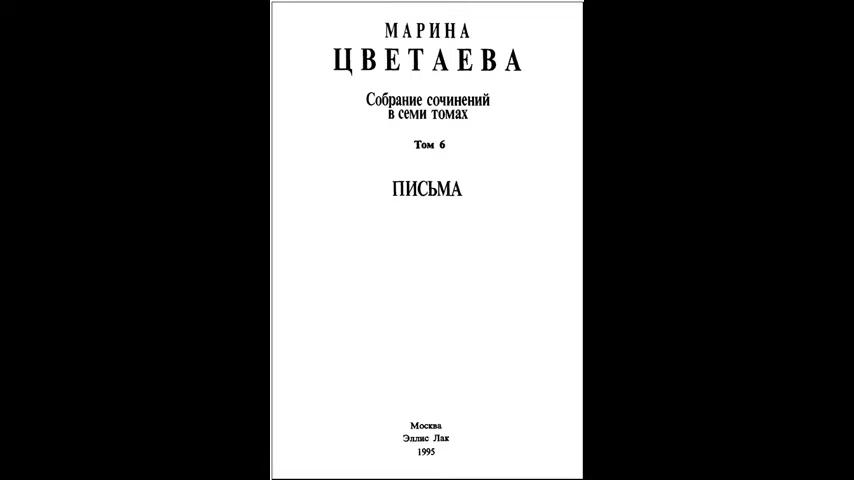 МАРИНА
ЦВЕТАЕВА
Собрание сочинений
в семи томах
Том 6
ПИСЬМА
Москва
Эллис Лак
1995